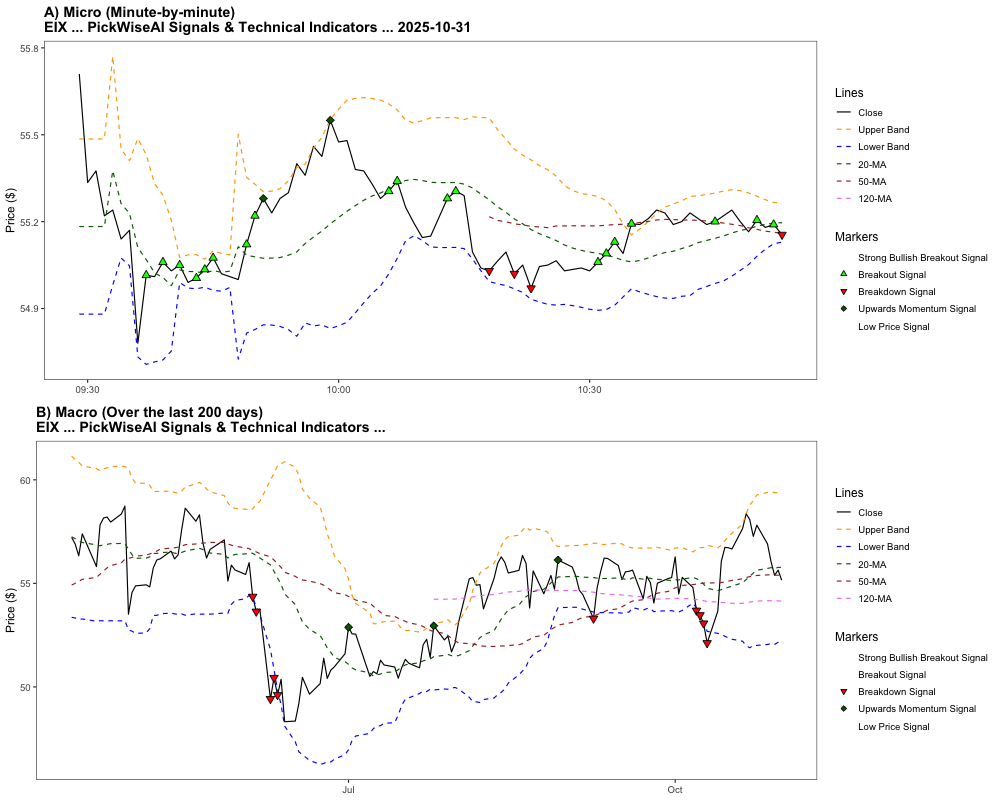 A) Micro (Minute-by-minute)
EIX ... PickWiseAI Signals & Technical Indicators ... 2025-10-31
Price ($)
55.8
55.5
55.2
54.9
09:30
10:00
10:30
Lines
Close
Upper Band
Lower Band
20-MA
50-MA
120-MA
Markers
Strong Bullish Breakout Signal
Breakout Signal
Breakdown Signal
Upwards Momentum Signal
Low Price Signal
B) Macro (Over the last 200 days)
EIX ... PickWiseAI Signals & Technical Indicators ...
Price ($)
60
55
50
Jul
Oct
Lines
Close
Upper Band
Lower Band
20-MA
50-MA
120-MA
Markers
Strong Bullish Breakout Signal
Breakout Signal
Breakdown Signal
Upwards Momentum Signal
Low Price Signal